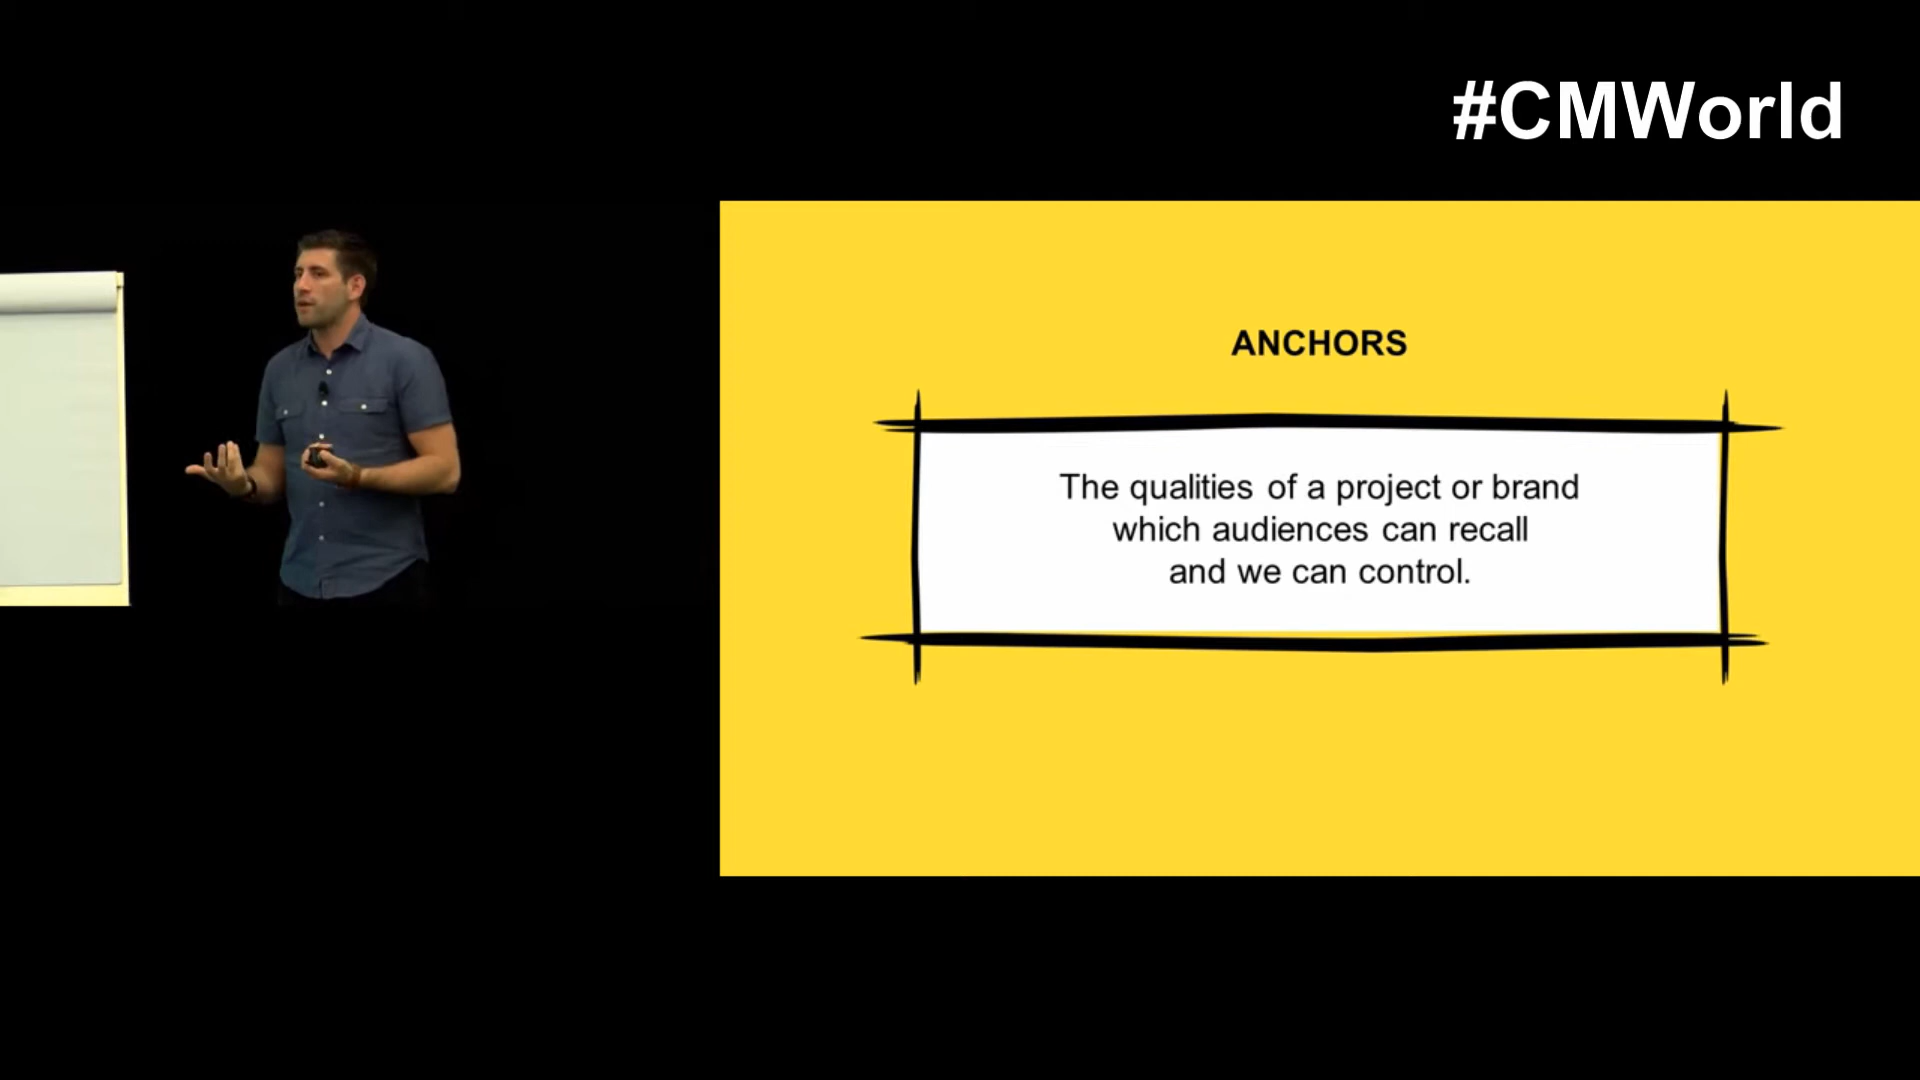 #CMWorld
ANCHORS
The qualities of a project or brand
which audiences can recall
and we can control.